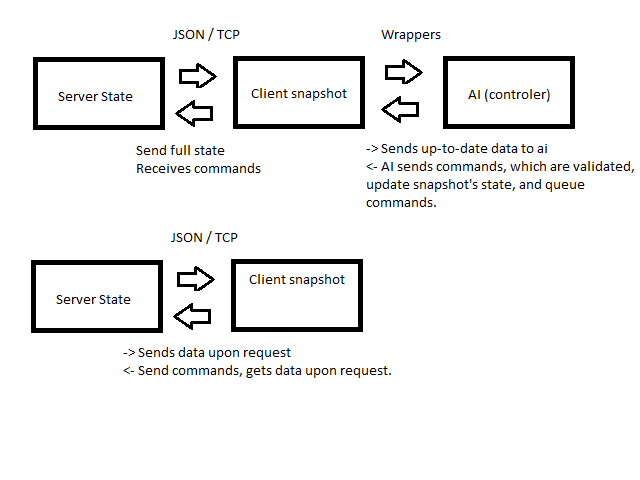 JSON / TCP
Wrappers
Server State
Client snapshot
AI (controler)
Send full state
Receives commands
-> Sends up-to-date data to ai
<- AI sends commands, which are validated,
update snapshot's state, and queue
commands.
JSON / TCP
Server State
Client snapshot
-> Sends data upon request
<- Send commands, gets data upon request.